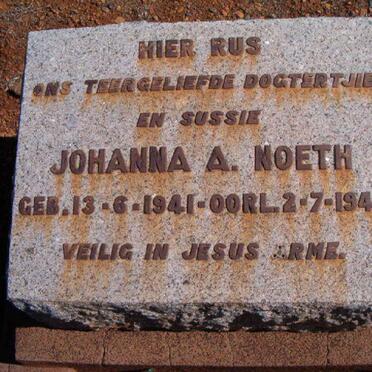 HIER RUS
ONS TEERGELIEFDE DOGTERTJIE
EN SUSSIE
JOHANNA A. NOETH
GEB. 13-6-1941-OORL. 2-7-194
VEILIG IN JESUS ARME.